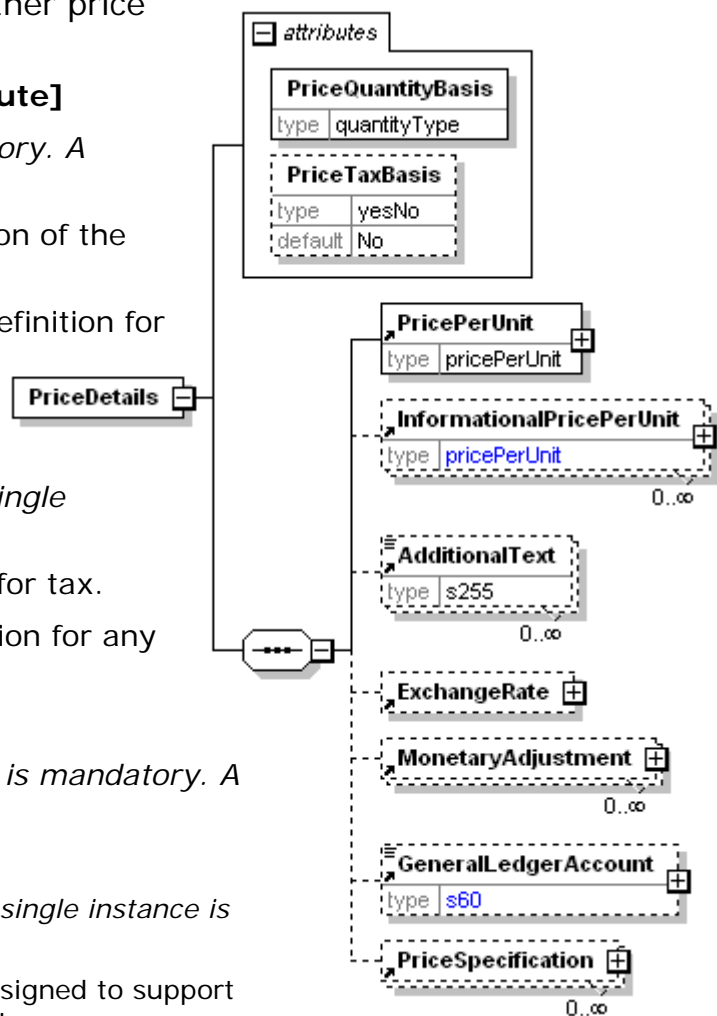 her price
attributes
ute]
PriceQuantityBasis
type quantityType
ory. A
PriceTaxBasis
type yesNo
default No
on of the
efinition for
PricePerUnit
type pricePerUnit
PriceDetails
InformationalPricePerUnit
type pricePerUnit
0..∞
ingle
AdditionalText
type s255
0..∞
for tax.
ion for any
ExchangeRate
MonetaryAdjustment
0..∞
is mandatory. A
GeneralLedgerAccount
type s60
single instance is
PriceSpecification
0..∞
signed to support